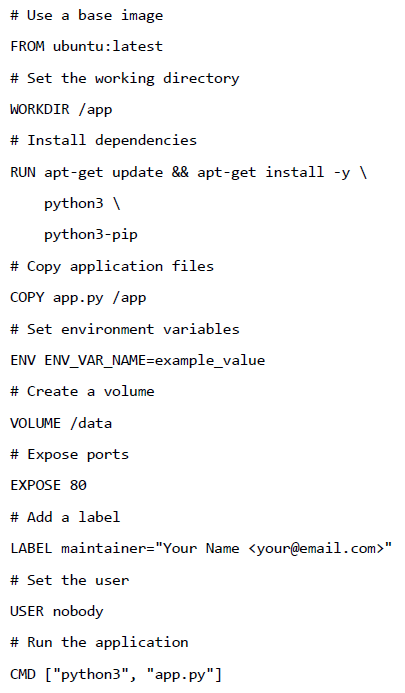 # Use a base image
FROM ubuntu:latest
# Set the working directory
WORKDIR /app
# Install dependencies
RUN apt-get update && apt-get install -y \
    python3 \
    python3-pip
# Copy application files
COPY app.py /app
# Set environment variables
ENV ENV_VAR_NAME=example_value
# Create a volume
VOLUME /data
# Expose ports
EXPOSE 80
# Add a label
LABEL maintainer="Your Name <your@email.com>"
# Set the user
USER nobody
# Run the application
CMD ["python3", "app.py"]